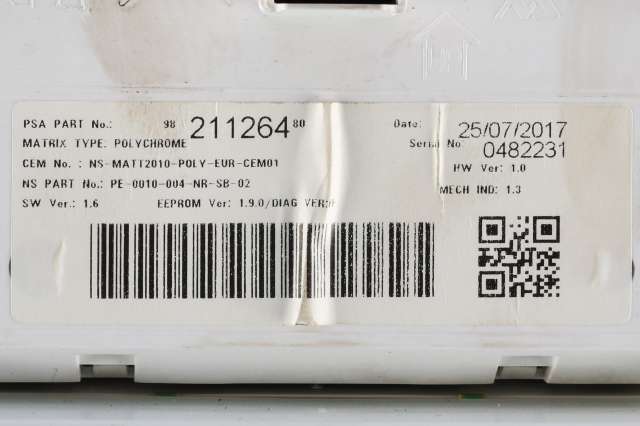 PSA PART No.: 98 211264 80 Date: 25/07/2017
MATRIX TYPE: POLYCHROME Serial No 0482231
CEM No. : NS-MATT2010-POLY-EUR-CEM01 HW Ver: 1.0
NS PART No.: PE-0010-004-NR-SB-02 MECH IND: 1.3
SW Ver.: 1.6 EEPROM Ver: 1.9.0/DIAG VER: